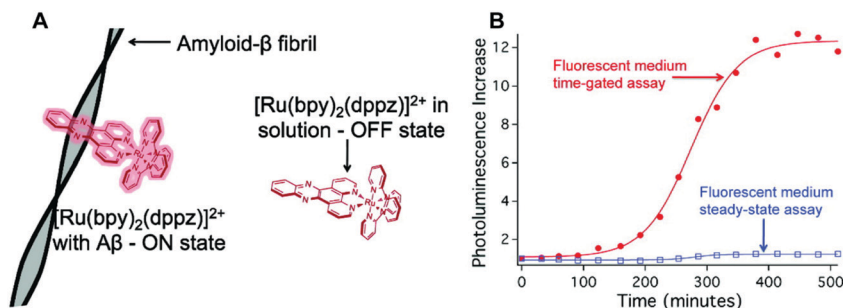 A
Amyloid-β fibril
[Ru(bpy)₂(dppz)]²⁺ in
solution - OFF state
[Ru(bpy)₂(dppz)]²⁺
with Aβ - ON state
N
N
N
N
Ru
N
N
N
N
Ru
B
Photoluminescence Increase
12
10
8
6
4
2
Fluorescent medium
time-gated assay
Fluorescent medium
steady-state assay
0
100
200
300
400
500
Time (minutes)